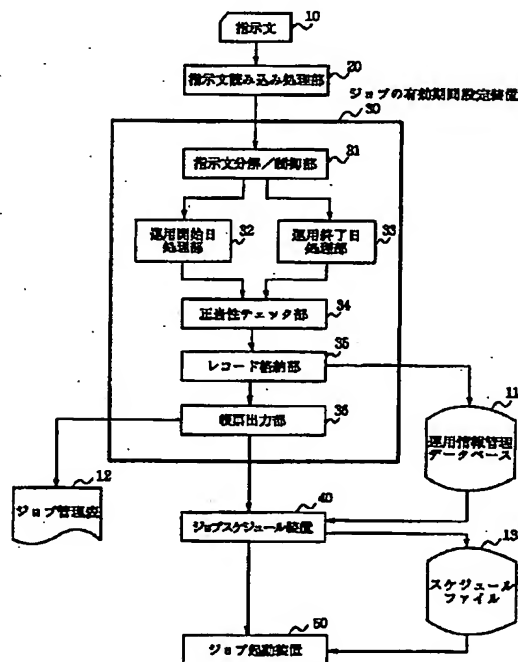 10
指示文
20
指示文読み込み処理部
ジョブの有効期間設定装置
30
31
指示文分解/制御部
運用開始日
処理部
32
運用終了日
処理部
33
34
正当性チェック部
35
レコード格納部
36
帳票出力部
11
運用情報管理
データベース
12
ジョブ管理表
40
ジョブスケジュール装置
13
スケジュール
ファイル
50
ジョブ起動装置